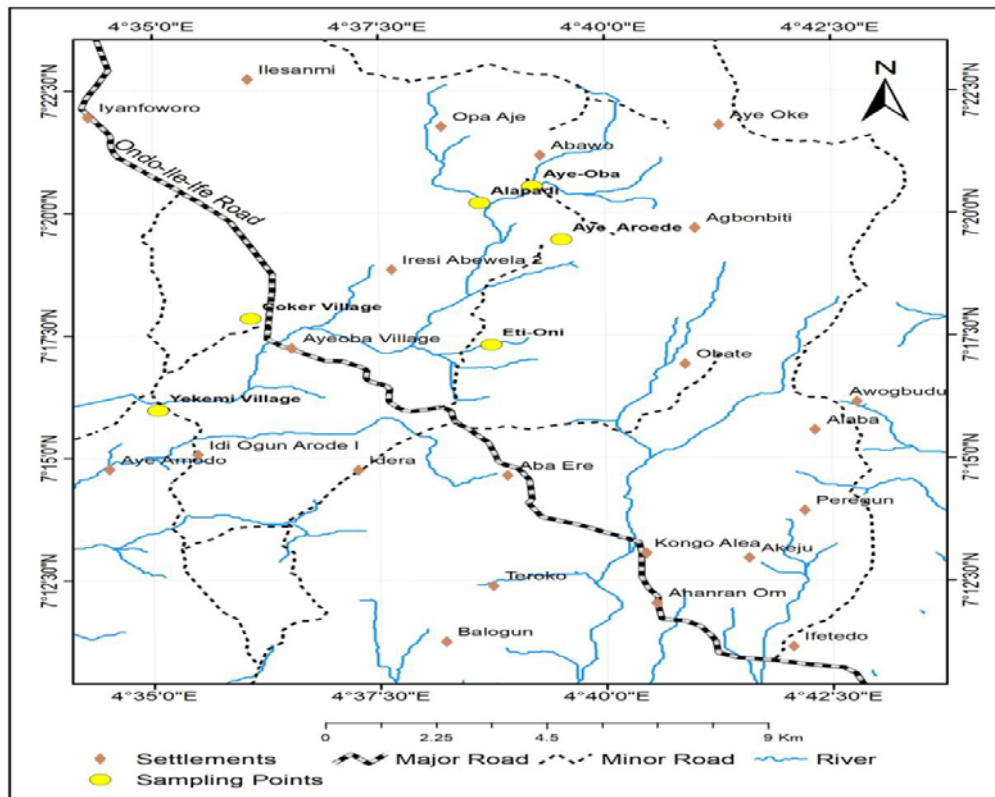 4°35'0"E 4°37'30"E 4°40'0"E 4°42'30"E
N
7°22'30"N
7°22'30"N
Ilesanmi
Iyanfoworo
Opa Aje
Aye Oke
Abawo
Ondo-Ile-Ife Road
Aye-Oba
Alapadi
7°20'0"N
7°20'0"N
Agbonbiti
Aye Aroede
Iresi Abewela 2
Coker Village
7°17'30"N
7°17'30"N
Ayeoba Village
Eti-Oni
Obate
Awogbudu
Yekemi Village
Alaba
Idi Ogun Arode I
7°15'0"N
7°15'0"N
Aye Amodo
Aba Ere
Peregun
Kongo Alea
Akeju
7°12'30"N
7°12'30"N
Teroko
Ahanran Om
Balogun
Ifetedo
4°35'0"E 4°37'30"E 4°40'0"E 4°42'30"E
0 2.25 4.5 9 Km
Settlements Major Road Minor Road River
Sampling Points